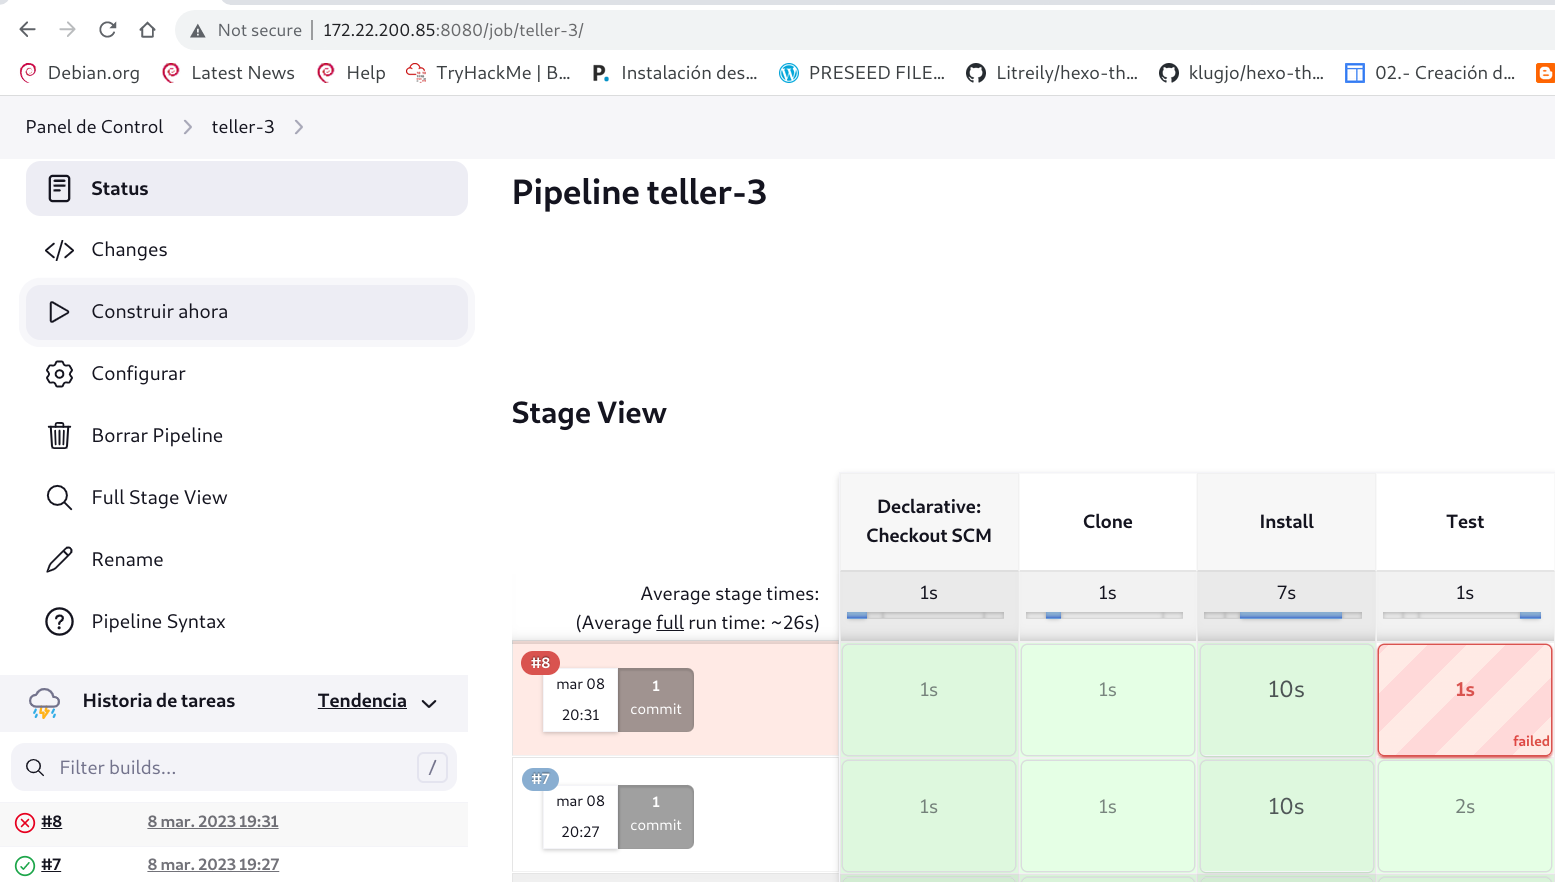 Not secure | 172.22.200.85:8080/job/teller-3/
Debian.org Latest News Help TryHackMe | B... Instalación des... PRESEED FILE... Litreily/hexo-th... klugjo/hexo-th... 02.- Creación d...
Panel de Control > teller-3 >
Status
Changes
Construir ahora
Configurar
Borrar Pipeline
Full Stage View
Rename
Pipeline Syntax
Historia de tareas Tendencia
Filter builds... /
#8 8 mar. 2023 19:31
#7 8 mar. 2023 19:27
Pipeline teller-3
Stage View
Declarative:
Checkout SCM
Clone
Install
Test
Average stage times:
(Average full run time: ~26s)
1s 1s 7s 1s
#8
mar 08
20:31
1
commit
1s 1s 10s 1s
failed
#7
mar 08
20:27
1
commit
1s 1s 10s 2s